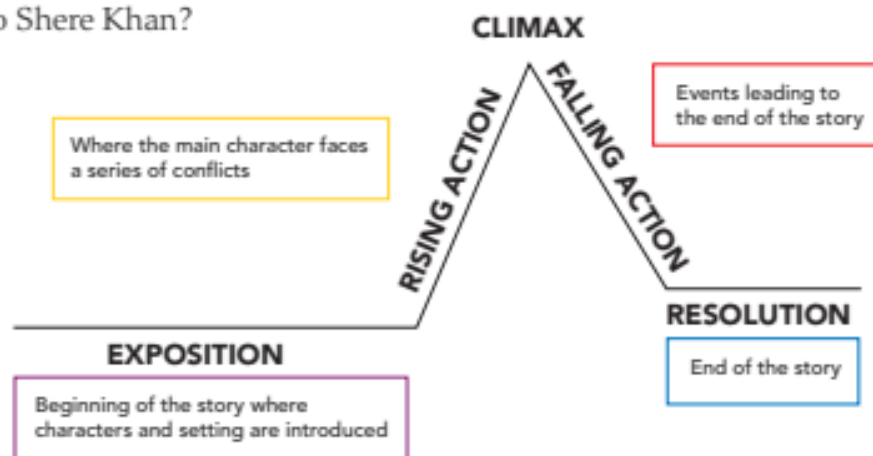 o Shere Khan?
CLIMAX
Where the main character faces
a series of conflicts
RISING ACTION
FALLING ACTION
Events leading to
the end of the story
EXPOSITION
Beginning of the story where
characters and setting are introduced
RESOLUTION
End of the story